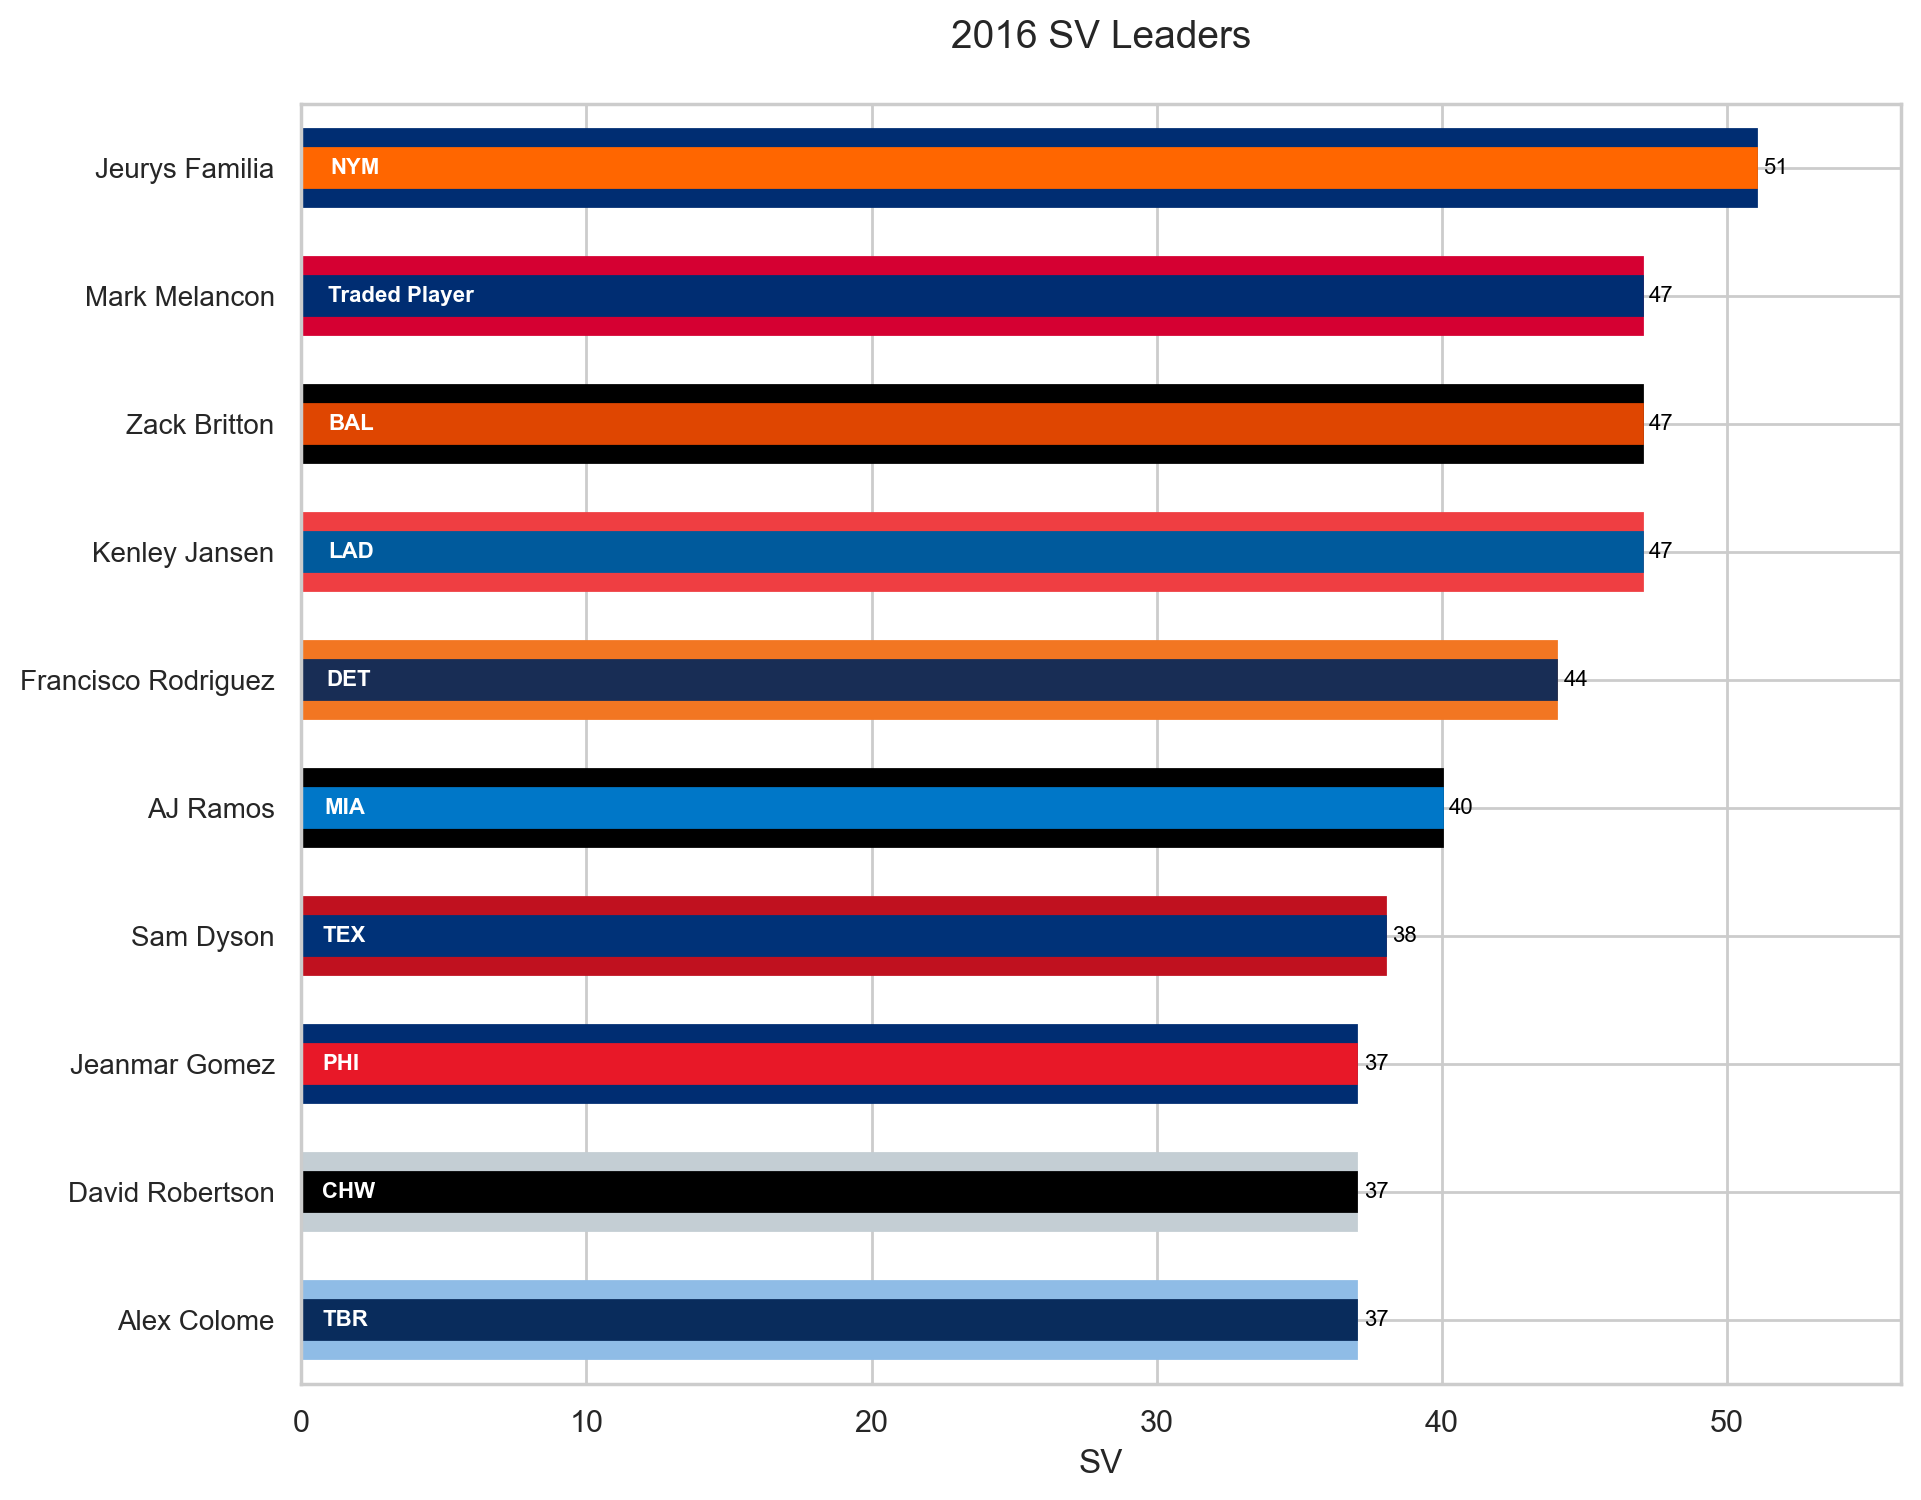 2016 SV Leaders
Jeurys Familia NYM 51
Mark Melancon Traded Player 47
Zack Britton BAL 47
Kenley Jansen LAD 47
Francisco Rodriguez DET 44
AJ Ramos MIA 40
Sam Dyson TEX 38
Jeanmar Gomez PHI 37
David Robertson CHW 37
Alex Colome TBR 37
0 10 20 30 40 50
SV